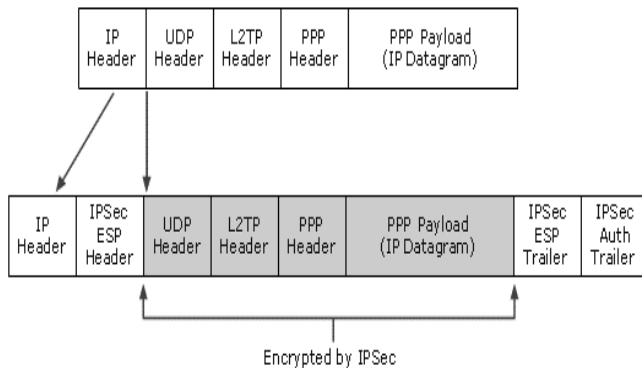 IP
Header
UDP
Header
L2TP
Header
PPP
Header
PPP Payload
(IP Datagram)
IP
Header
IPSec
ESP
Header
UDP
Header
L2TP
Header
PPP
Header
PPP Payload
(IP Datagram)
IPSec
ESP
Trailer
IPSec
Auth
Trailer
Encrypted by IPSec